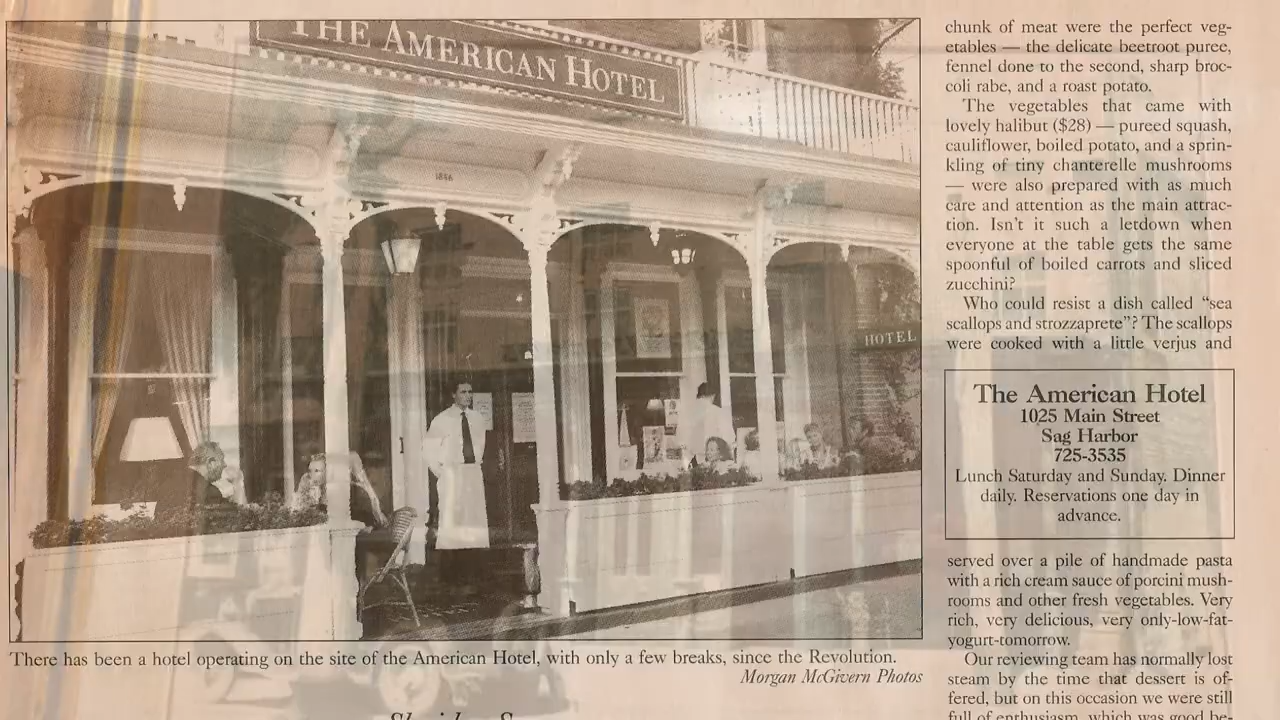 THE AMERICAN HOTEL
1846
HOTEL
There has been a hotel operating on the site of the American Hotel, with only a few breaks, since the Revolution.
Morgan McGivern Photos
chunk of meat were the perfect veg-
etables — the delicate beetroot puree,
fennel done to the second, sharp broc-
coli rabe, and a roast potato.
The vegetables that came with
lovely halibut ($28) — pureed squash,
cauliflower, boiled potato, and a sprin-
kling of tiny chanterelle mushrooms
— were also prepared with as much
care and attention as the main attrac-
tion. Isn't it such a letdown when
everyone at the table gets the same
spoonful of boiled carrots and sliced
zucchini?
Who could resist a dish called “sea
scallops and strozzaprete”? The scallops
were cooked with a little verjus and
The American Hotel
1025 Main Street
Sag Harbor
725-3535
Lunch Saturday and Sunday. Dinner
daily. Reservations one day in
advance.
served over a pile of handmade pasta
with a rich cream sauce of porcini mush-
rooms and other fresh vegetables. Very
rich, very delicious, very only-low-fat-
yogurt-tomorrow.
Our reviewing team has normally lost
steam by the time that dessert is of-
fered, but on this occasion we were still
full of enthusiasm, which was good be-